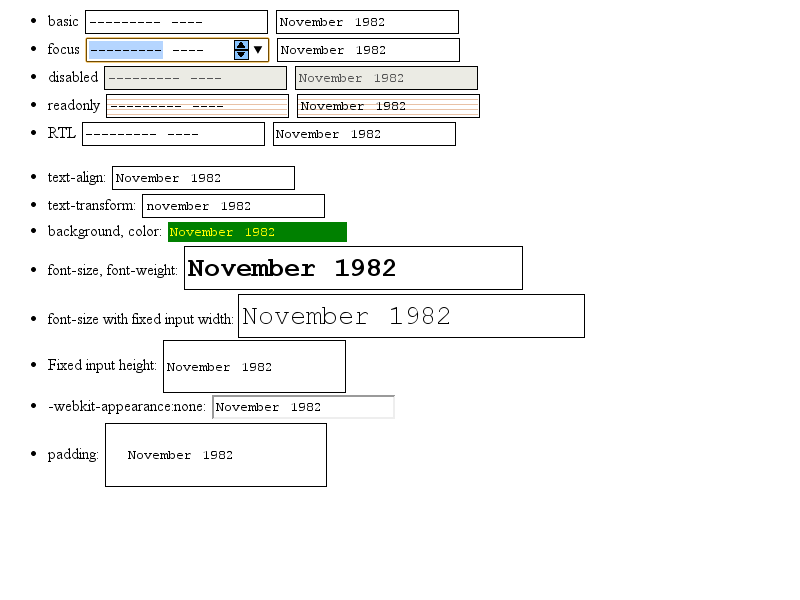 basic --------- ---- November 1982
focus --------- ---- November 1982
disabled --------- ---- November 1982
readonly --------- ---- November 1982
RTL --------- ---- November 1982
text-align: November 1982
text-transform: november 1982
background, color: November 1982
font-size, font-weight: November 1982
font-size with fixed input width: November 1982
Fixed input height: November 1982
-webkit-appearance:none: November 1982
padding: November 1982